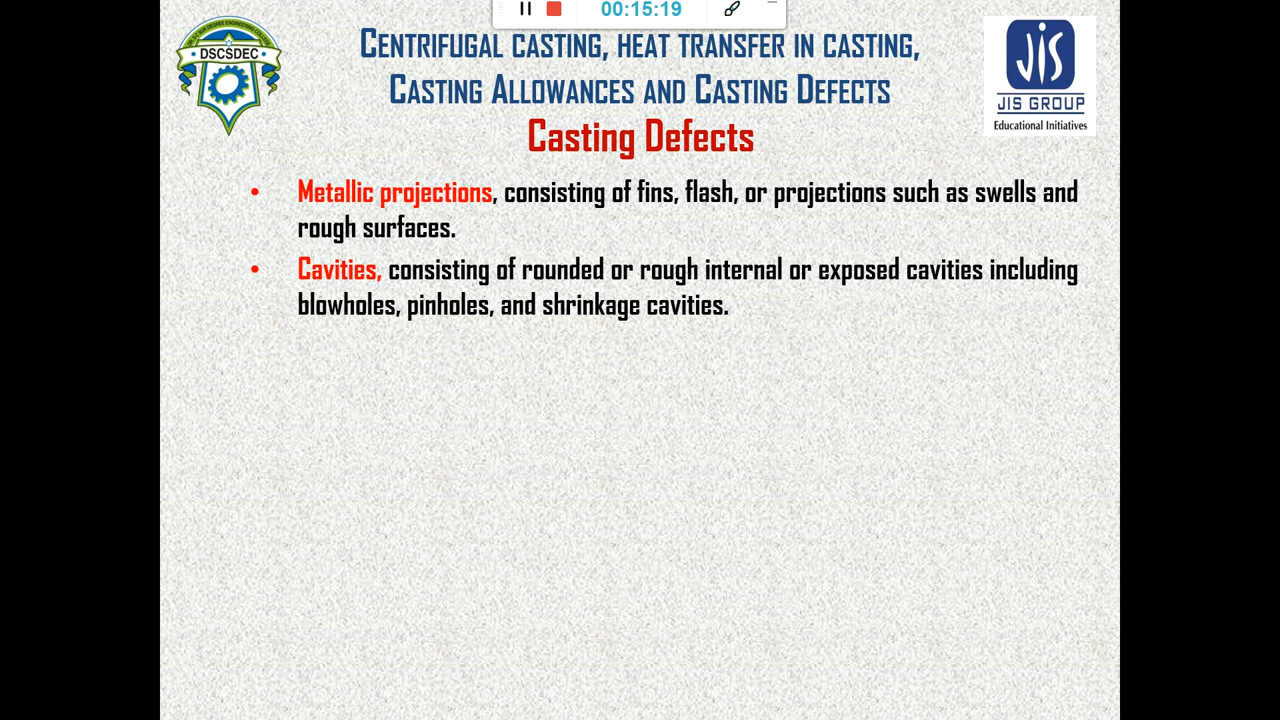 00:15:19
CENTRIFUGAL CASTING, HEAT TRANSFER IN CASTING,
CASTING ALLOWANCES AND CASTING DEFECTS
Casting Defects
DSCSDEC
JIS
JIS GROUP
Educational Initiatives
• Metallic projections, consisting of fins, flash, or projections such as swells and
rough surfaces.
• Cavities, consisting of rounded or rough internal or exposed cavities including
blowholes, pinholes, and shrinkage cavities.